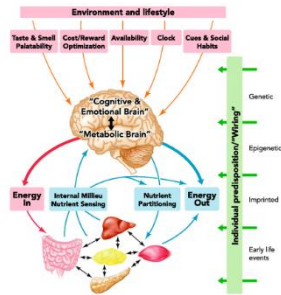 Environment and lifestyle
Taste & Smell
Palatability
Cost/Reward
Optimization
Availability
Clock
Cues & Social
Habits
"Cognitive &
Emotional Brain"
"Metabolic Brain"
Energy
In
Internal Millieu
Nutrient Sensing
Nutrient
Partitioning
Energy
Out
Individual predisposition/"Wiring"
Genetic
Epigenetic
Imprinted
Early life
events